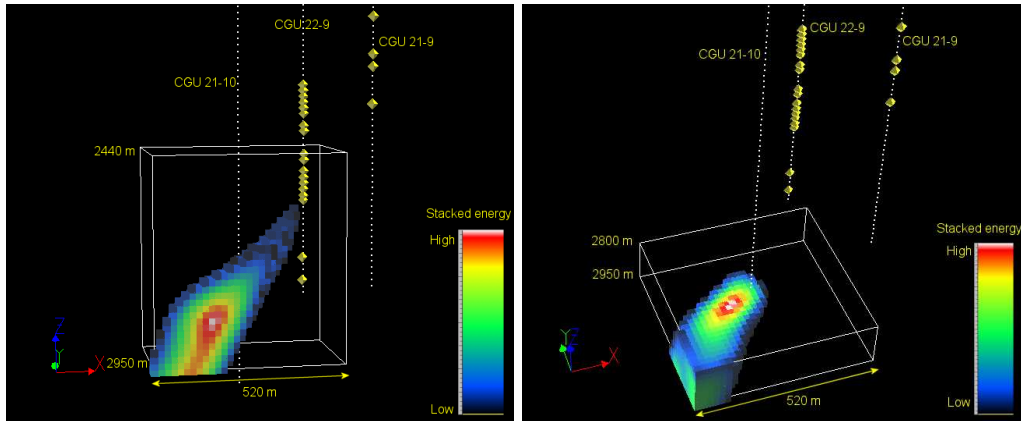 CGU 22-9
CGU 21-9
CGU 21-10
2440 m
Stacked energy
High
Low
2950 m
520 m
Z
Y
X
CGU 22-9
CGU 21-9
CGU 21-10
2800 m
2950 m
Stacked energy
High
Low
520 m
Z
Y
X